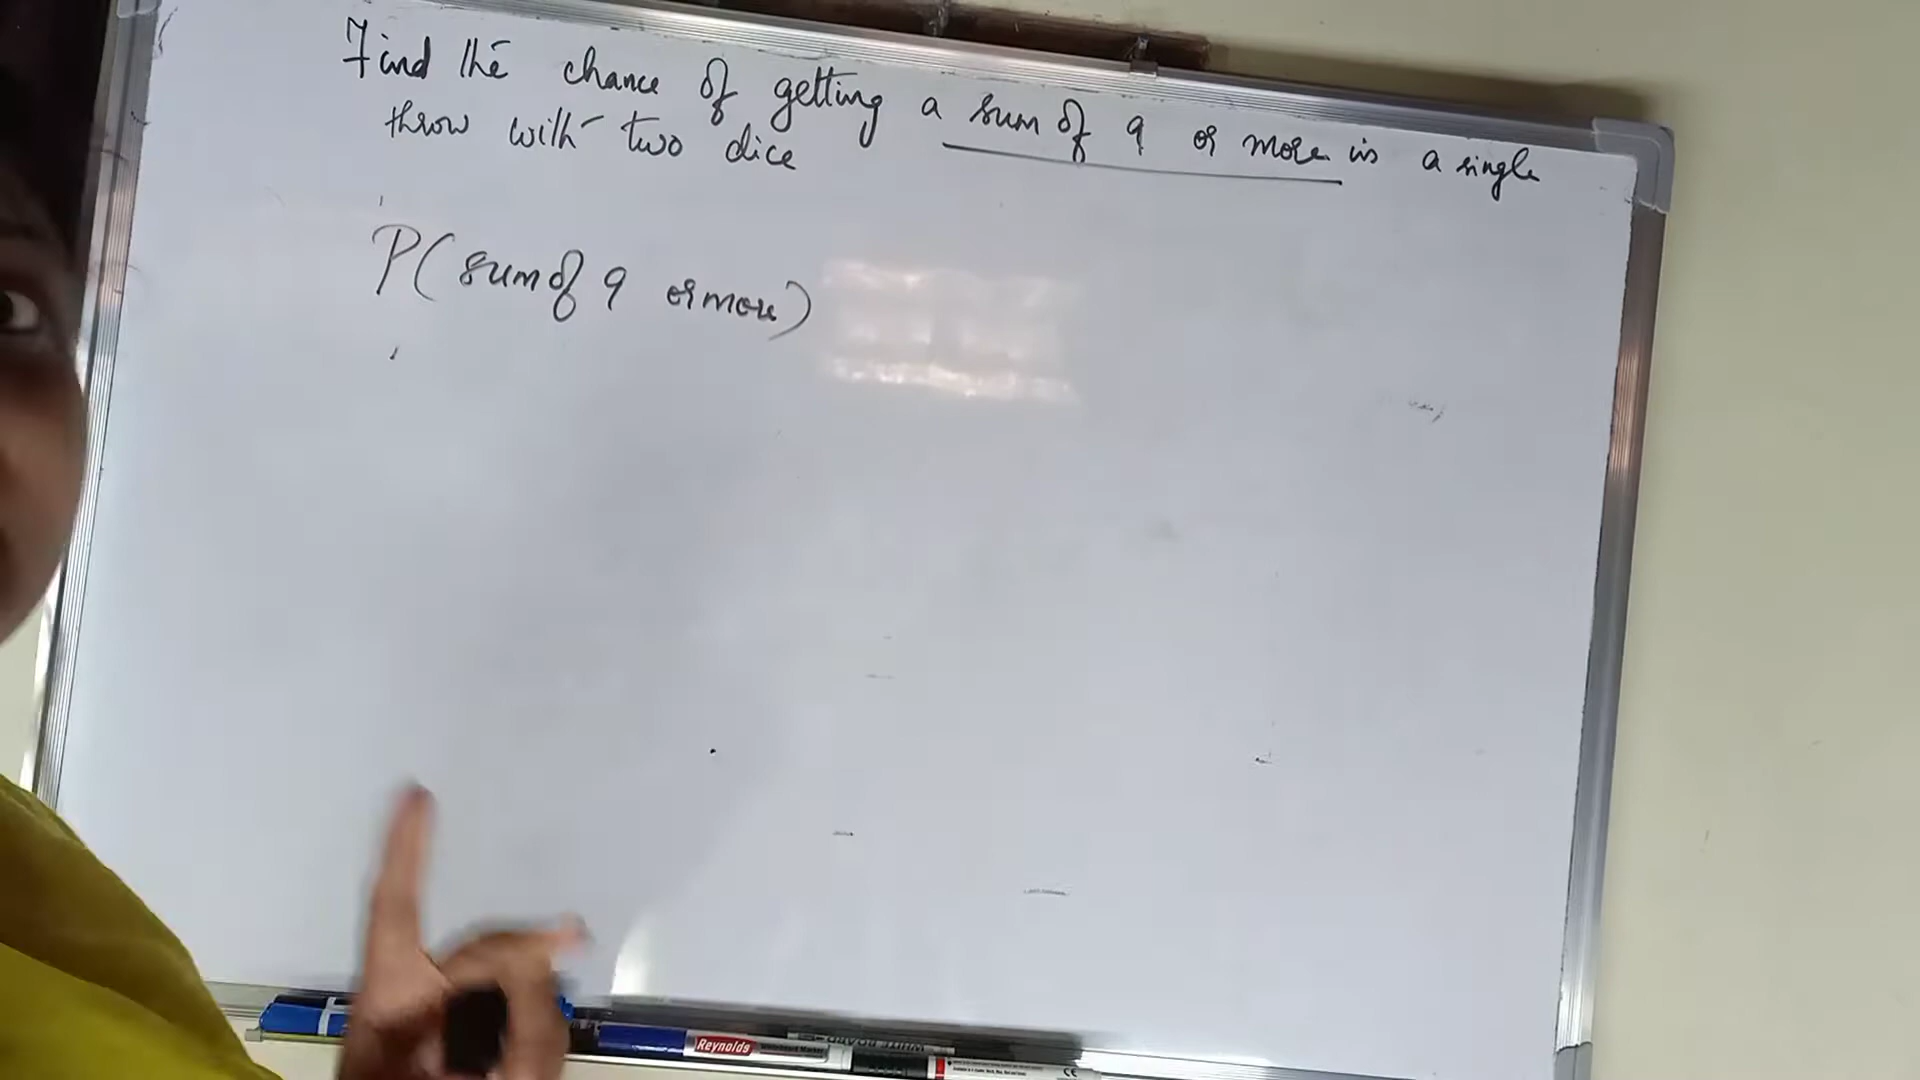 Find the chance of getting a sum of 9 or more in a single
throw with two dice
P(sum of 9 or more)
Reynolds